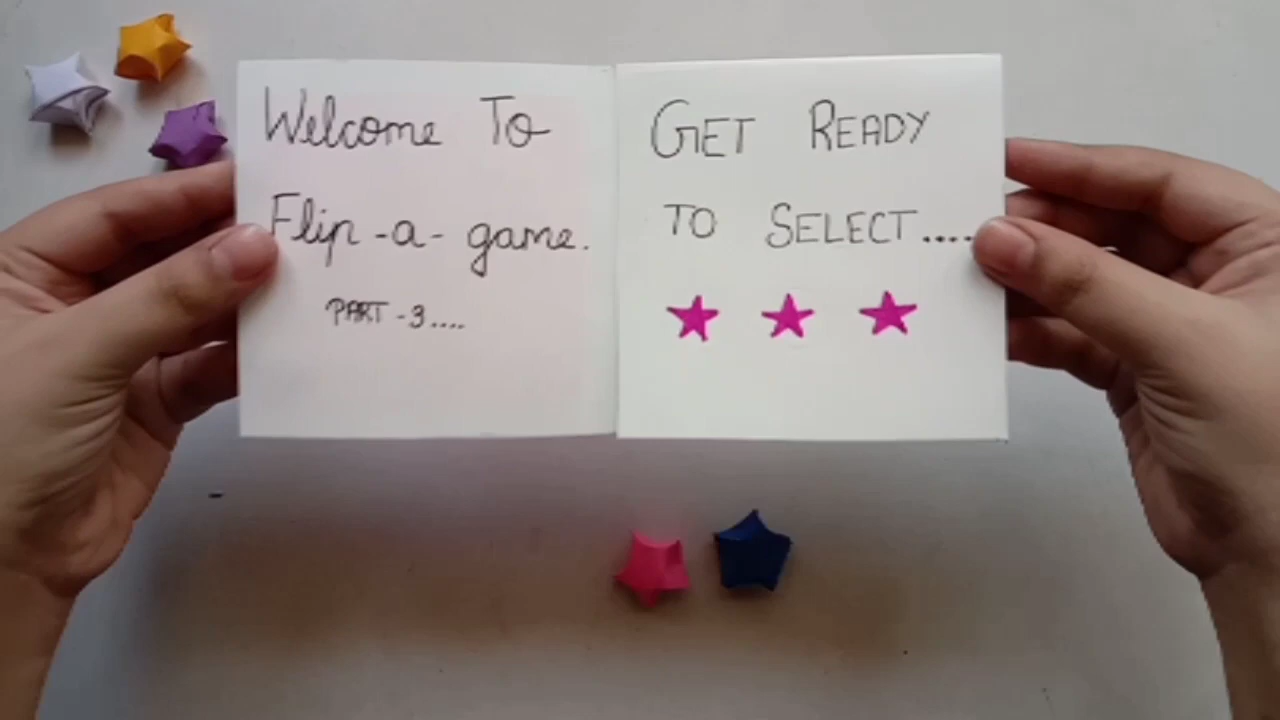 Welcome To
Flip-a-game.
PART-3....
GET READY
TO SELECT....